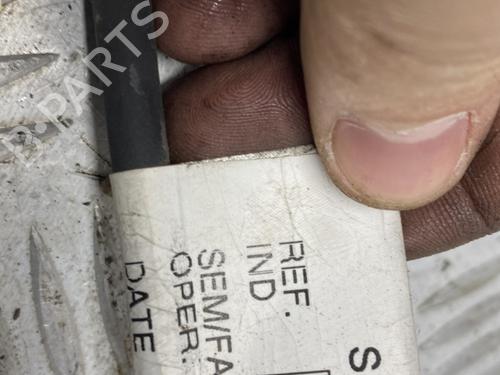 B-PARTS
REF.
IND
SEM/FA
OPER.
DATE
S